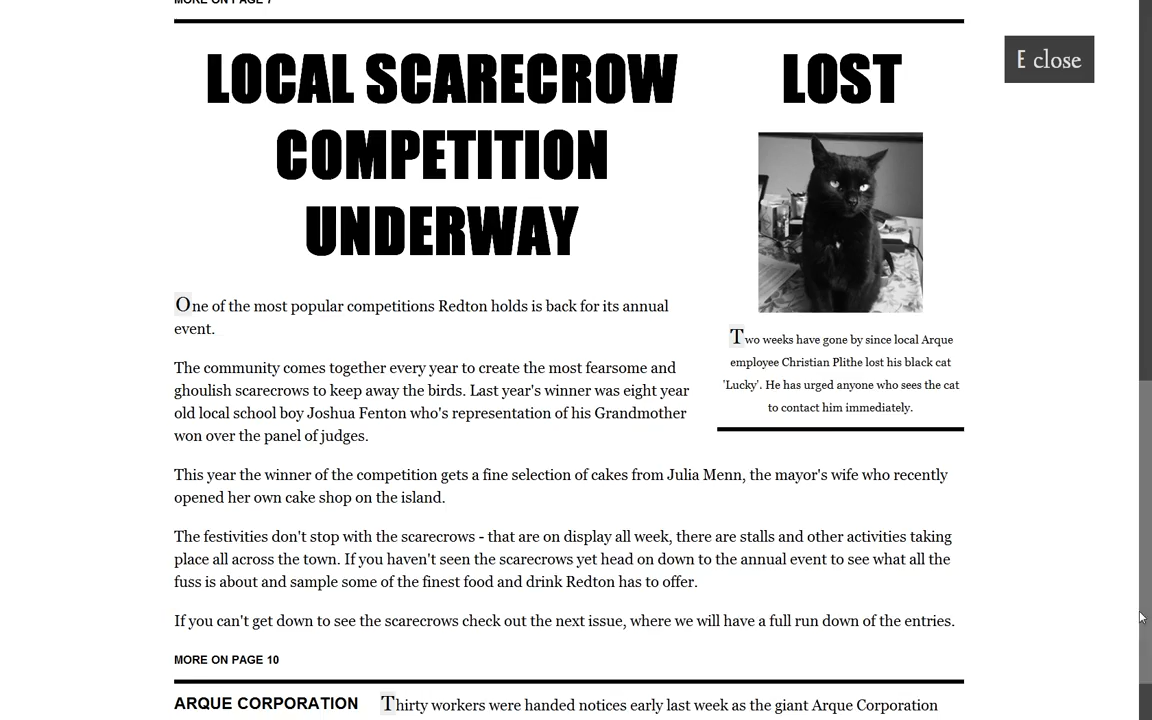 MORE ON PAGE 7
E close
LOCAL SCARECROW
COMPETITION
UNDERWAY
One of the most popular competitions Redton holds is back for its annual
event.
The community comes together every year to create the most fearsome and
ghoulish scarecrows to keep away the birds. Last year's winner was eight year
old local school boy Joshua Fenton who's representation of his Grandmother
won over the panel of judges.
LOST
Two weeks have gone by since local Arque
employee Christian Plithe lost his black cat
'Lucky'. He has urged anyone who sees the cat
to contact him immediately.
This year the winner of the competition gets a fine selection of cakes from Julia Menn, the mayor's wife who recently
opened her own cake shop on the island.
The festivities don't stop with the scarecrows - that are on display all week, there are stalls and other activities taking
place all across the town. If you haven't seen the scarecrows yet head on down to the annual event to see what all the
fuss is about and sample some of the finest food and drink Redton has to offer.
If you can't get down to see the scarecrows check out the next issue, where we will have a full run down of the entries.
MORE ON PAGE 10
ARQUE CORPORATION
Thirty workers were handed notices early last week as the giant Arque Corporation